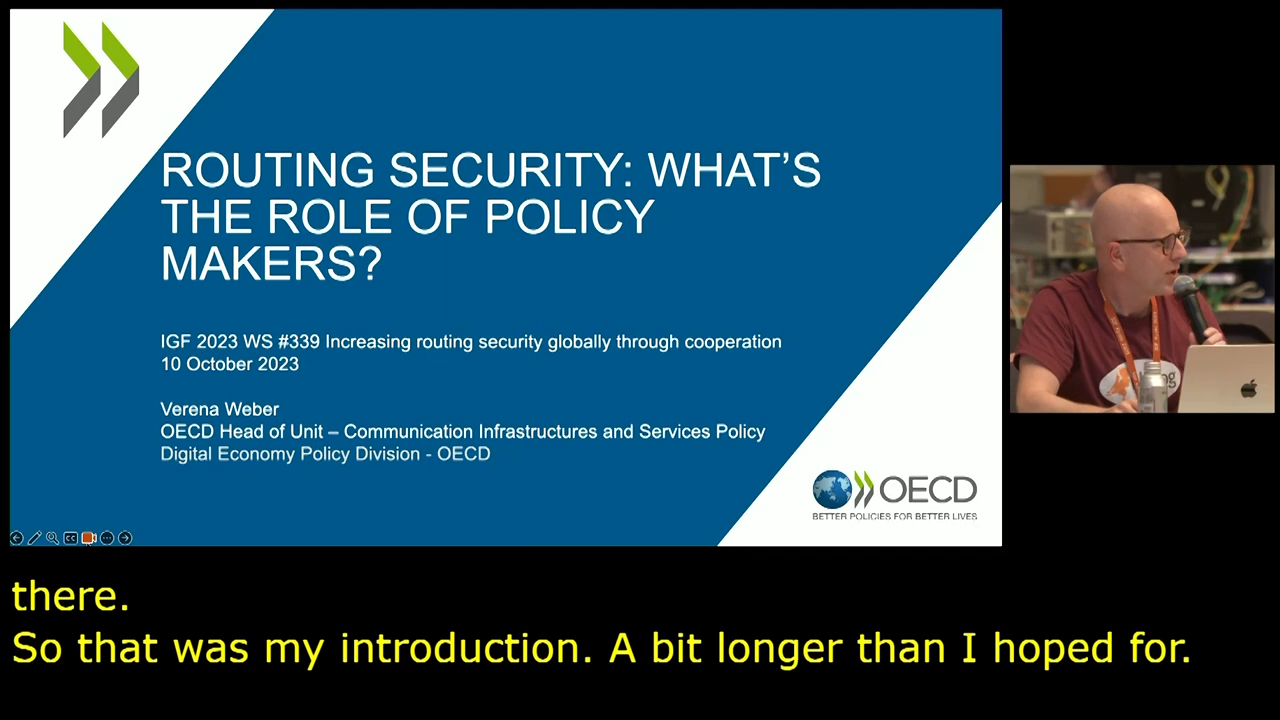 ROUTING SECURITY: WHAT'S
THE ROLE OF POLICY
MAKERS?
IGF 2023 WS #339 Increasing routing security globally through cooperation
10 October 2023
Verena Weber
OECD Head of Unit – Communication Infrastructures and Services Policy
Digital Economy Policy Division - OECD
OECD
BETTER POLICIES FOR BETTER LIVES
CC
there.
So that was my introduction. A bit longer than I hoped for.